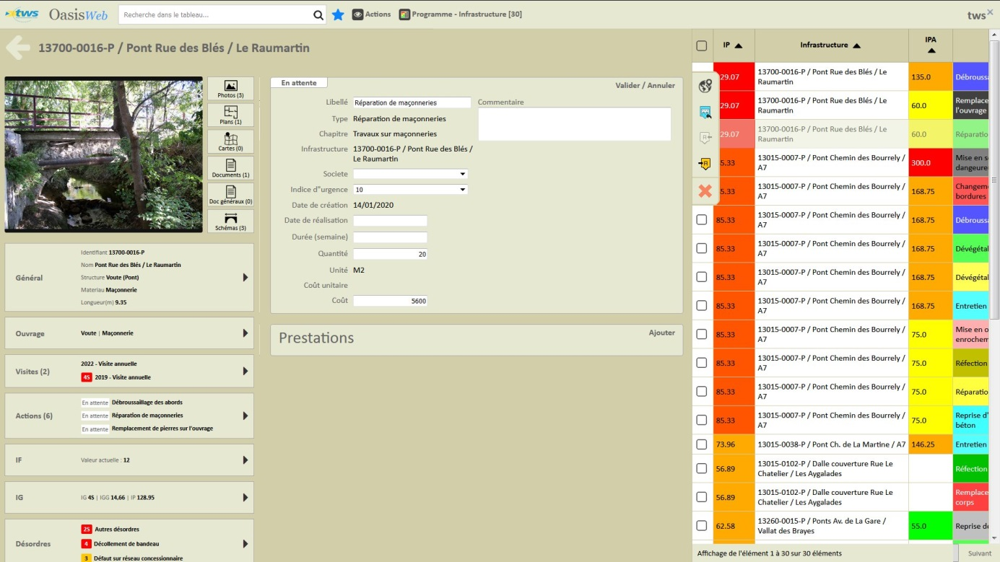 tws OasisWeb Recherche dans le tableau... Actions Programme - Infrastructure [30] tws
13700-0016-P / Pont Rue des Blés / Le Raumartin
Photos (3)
Plans (1)
Cartes (0)
Documents (1)
Doc généraux (0)
Schémas (3)
Général
Identifiant 13700-0016-P
Nom Pont Rue des Blés / Le Raumartin
Structure Voute (Pont)
Materiau Maçonnerie
Longueur(m) 9.35
Ouvrage
Voute | Maçonnerie
Visites (2)
2022 - Visite annuelle
4S 2019 - Visite annuelle
Actions (6)
En attente Débroussaillage des abords
En attente Réparation de maçonneries
En attente Remplacement de pierres sur l'ouvrage
IF
Valeur actuelle : 12
IG
IG 4S | IGG 14,66 | IP 128.95
Désordres
2S Autres désordres
4 Décollement de bandeau
3 Défaut sur réseau concessionnaire
En attente
Valider / Annuler
Libellé Réparation de maçonneries
Commentaire
Type Réparation de maçonneries
Chapitre Travaux sur maçonneries
Infrastructure 13700-0016-P / Pont Rue des Blés /
Le Raumartin
Societe
Indice d"urgence 10
Date de création 14/01/2020
Date de réalisation
Durée (semaine)
Quantité 20
Unité M2
Coût unitaire
Coût 5600
Prestations
Ajouter
IP Infrastructure IPA
29.07 13700-0016-P / Pont Rue des Blés / Le
Raumartin 135.0 Débrouss
29.07 13700-0016-P / Pont Rue des Blés / Le
Raumartin 60.0 Remplace
l'ouvrage
29.07 13700-0016-P / Pont Rue des Blés / Le
Raumartin 60.0 Réparatio
5.33 13015-0007-P / Pont Chemin des Bourrely /
A7 300.0 Mise en s
dangeure
5.33 13015-0007-P / Pont Chemin des Bourrely /
A7 168.75 Changem
bordures
85.33 13015-0007-P / Pont Chemin des Bourrely /
A7 168.75 Débrouss
85.33 13015-0007-P / Pont Chemin des Bourrely /
A7 168.75 Dévégétal
85.33 13015-0007-P / Pont Chemin des Bourrely /
A7 168.75 Dévégétal
85.33 13015-0007-P / Pont Chemin des Bourrely /
A7 168.75 Entretien
85.33 13015-0007-P / Pont Chemin des Bourrely /
A7 75.0 Mise en o
enrochem
85.33 13015-0007-P / Pont Chemin des Bourrely /
A7 75.0 Réfection
85.33 13015-0007-P / Pont Chemin des Bourrely /
A7 75.0 Réparatio
85.33 13015-0007-P / Pont Chemin des Bourrely /
A7 75.0 Reprise d'
béton
73.96 13015-0038-P / Pont Ch. de La Martine / A7 146.25 Entretien
56.89 13015-0102-P / Dalle couverture Rue Le
Chatelier / Les Aygalades Réfection
56.89 13015-0102-P / Dalle couverture Rue Le
Chatelier / Les Aygalades Remplace
corps
62.58 13260-0015-P / Ponts Av. de La Gare /
Vallat des Brayes 55.0 Reprise de
Affichage de l'élément 1 à 30 sur 30 éléments
Suivant